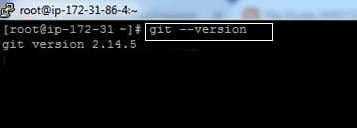 root@ip-172-31-86-4:~
[root@ip-172-31 ~]# git --version
git version 2.14.5